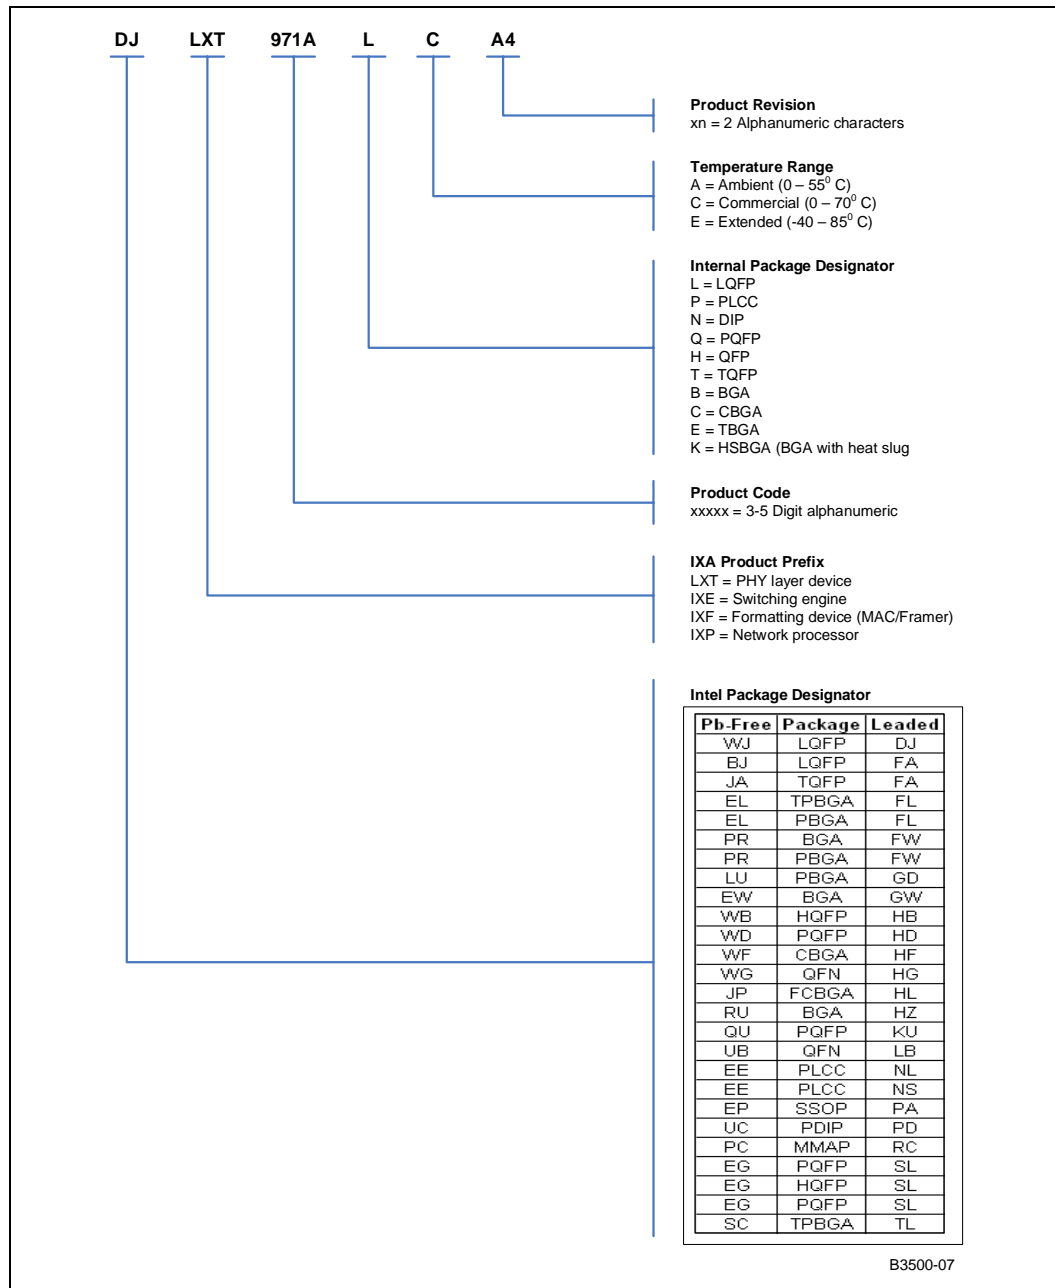 DJ LXT 971A L C A4
Product Revision
xn = 2 Alphanumeric characters
Temperature Range
A = Ambient (0 – 55⁰ C)
C = Commercial (0 – 70⁰ C)
E = Extended (-40 – 85⁰ C)
Internal Package Designator
L = LQFP
P = PLCC
N = DIP
Q = PQFP
H = QFP
T = TQFP
B = BGA
C = CBGA
E = TBGA
K = HSBGA (BGA with heat slug
Product Code
xxxxx = 3-5 Digit alphanumeric
IXA Product Prefix
LXT = PHY layer device
IXE = Switching engine
IXF = Formatting device (MAC/Framer)
IXP = Network processor
Intel Package Designator
Pb-Free Package Leaded
WJ LQFP DJ
BJ LQFP FA
JA TQFP FA
EL TPBGA FL
EL PBGA FL
PR BGA FW
PR PBGA FW
LU PBGA GD
EW BGA GW
WB HQFP HB
WD PQFP HD
WF CBGA HF
WG QFN HG
JP FCBGA HL
RU BGA HZ
QU PQFP KU
UB QFN LB
EE PLCC NL
EE PLCC NS
EP SSOP PA
UC PDIP PD
PC MMAP RC
EG PQFP SL
EG HQFP SL
EG PQFP SL
SC TPBGA TL
B3500-07